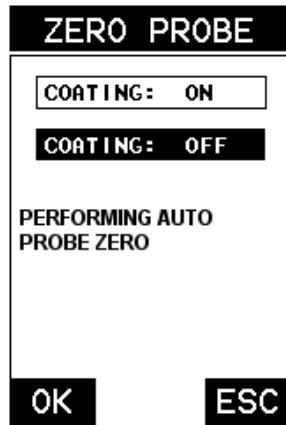 ZERO PROBE
COATING: ON
COATING: OFF
PERFORMING AUTO
PROBE ZERO
OK ESC